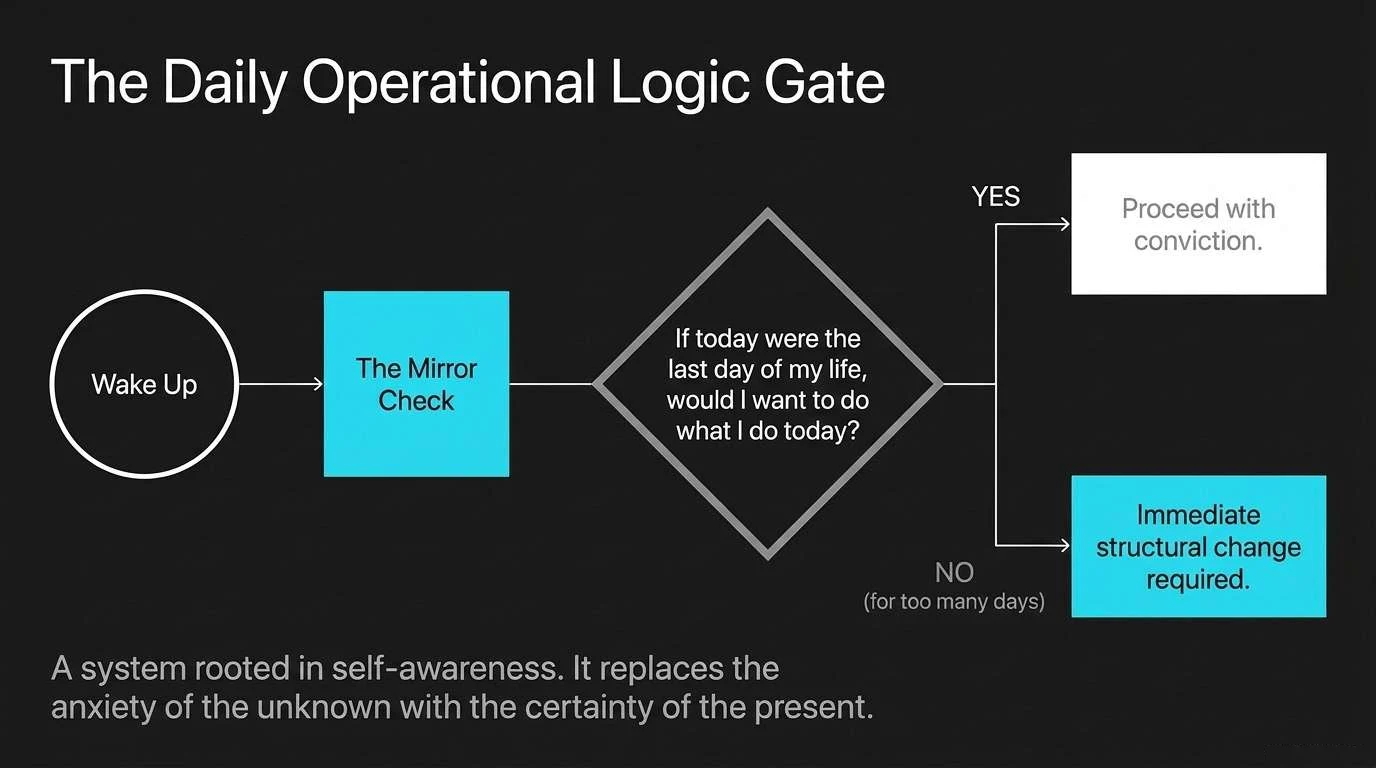 The Daily Operational Logic Gate
Wake Up
The Mirror
Check
If today were the
last day of my life,
would I want to do
what I do today?
YES
Proceed with
conviction.
NO
(for too many days)
Immediate
structural change
required.
A system rooted in self-awareness. It replaces the
anxiety of the unknown with the certainty of the present.